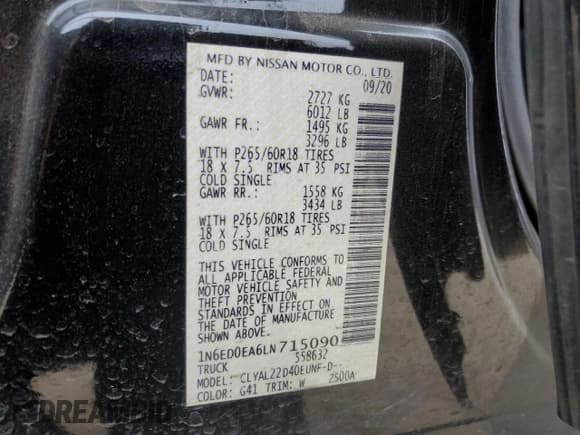 MFD BY NISSAN MOTOR CO., LTD.
DATE: 09/20
GVWR: 2727 KG
6012 LB
GAWR FR.: 1495 KG
3296 LB
WITH P265/60R18 TIRES
18 X 7.5 RIMS AT 35 PSI
COLD SINGLE
GAWR RR.: 1558 KG
3434 LB
WITH P265/60R18 TIRES
18 X 7.5 RIMS AT 35 PSI
COLD SINGLE
THIS VEHICLE CONFORMS TO
ALL APPLICABLE FEDERAL
MOTOR VEHICLE SAFETY AND
THEFT PREVENTION
STANDARDS IN EFFECT ON
THE DATE OF MANUFACTURE
SHOWN ABOVE.
1N6ED0EA6LN715090
TRUCK 558632
MODEL: CLYAL22D40EUNF-D--
COLOR: G41 TRIM: W 2500A
DREAMBID